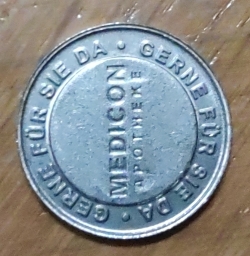 GERNE FÜR SIE DA • GERNE FÜR SIE DA •
MEDICON
APOTHEKE